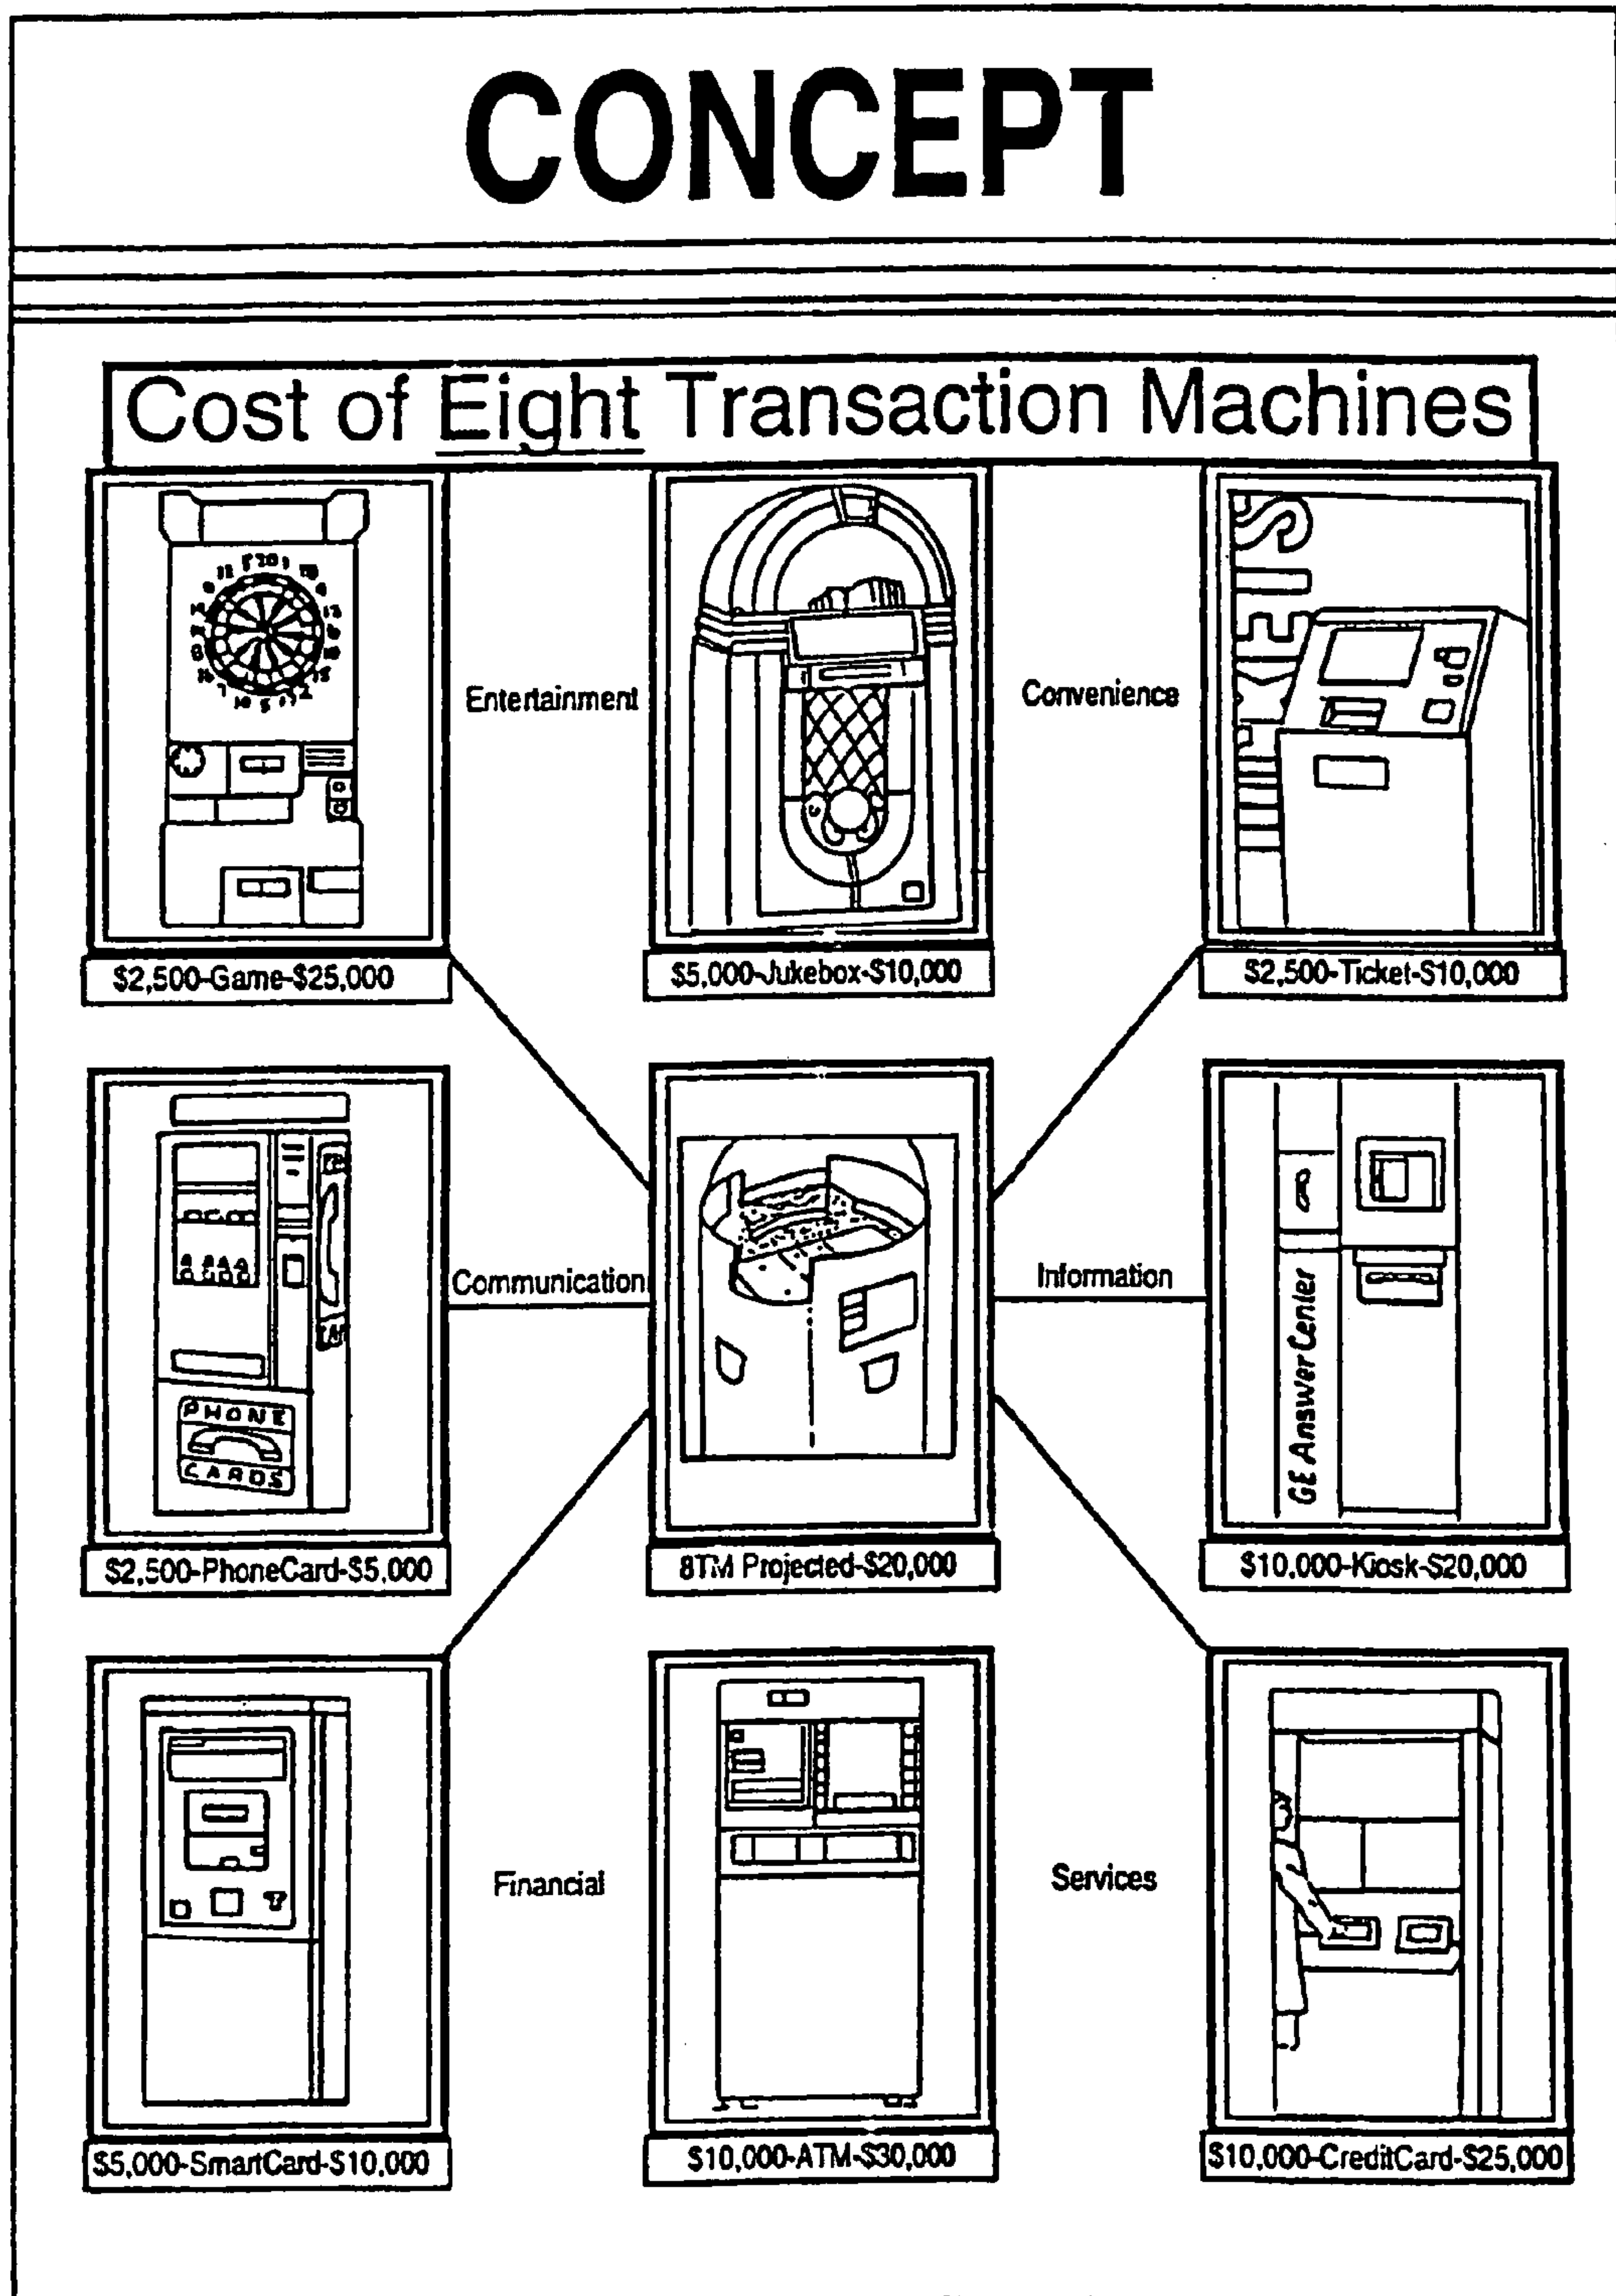 CONCEPT
Cost of Eight Transaction Machines
TICKETS
Entertainment
Convenience
$2,500-Game-$25,000
$5,000-Jukebox-$10,000
$2,500-Ticket-$10,000
PHONE
CARDS
Communication
Information
GE Answer Center
$2,500-PhoneCard-$5,000
8TM Projected-$20,000
$10,000-Kiosk-$20,000
Financial
Services
$5,000-SmartCard-$10,000
$10,000-ATM-$30,000
$10,000-CreditCard-$25,000